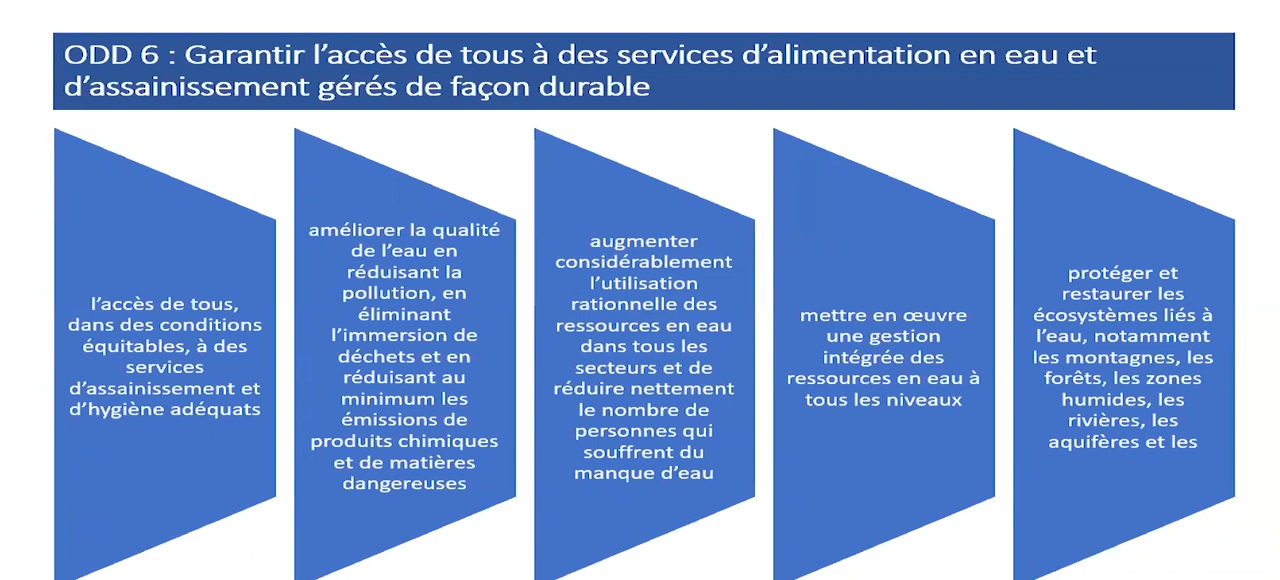 ODD 6 : Garantir l’accès de tous à des services d’alimentation en eau et
d’assainissement gérés de façon durable
l’accès de tous,
dans des conditions
équitables, à des
services
d’assainissement et
d’hygiène adéquats
améliorer la qualité
de l’eau en
réduisant la
pollution, en
éliminant
l’immersion de
déchets et en
réduisant au
minimum les
émissions de
produits chimiques
et de matières
dangereuses
augmenter
considérablement
l’utilisation
rationnelle des
ressources en eau
dans tous les
secteurs et de
réduire nettement
le nombre de
personnes qui
souffrent du
manque d’eau
mettre en œuvre
une gestion
intégrée des
ressources en eau à
tous les niveaux
protéger et
restaurer les
écosystèmes liés à
l’eau, notamment
les montagnes, les
forêts, les zones
humides, les
rivières, les
aquifères et les